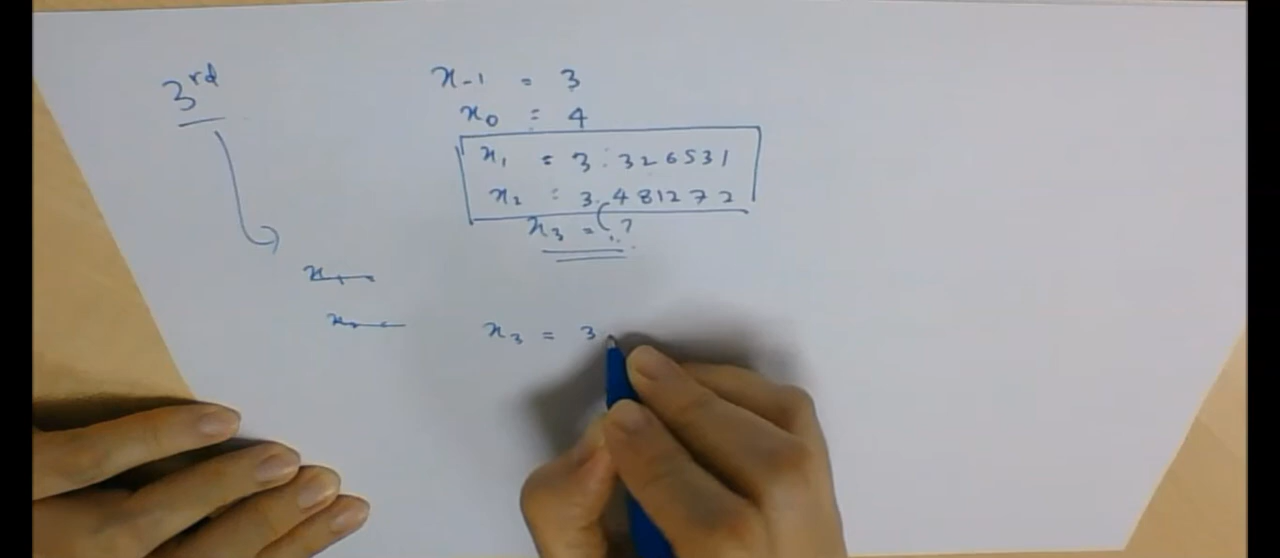 3rd
x-1 = 3
x0 = 4
x1 = 3.326531
x2 = 3.481272
x3 = ?
x3 = 3.